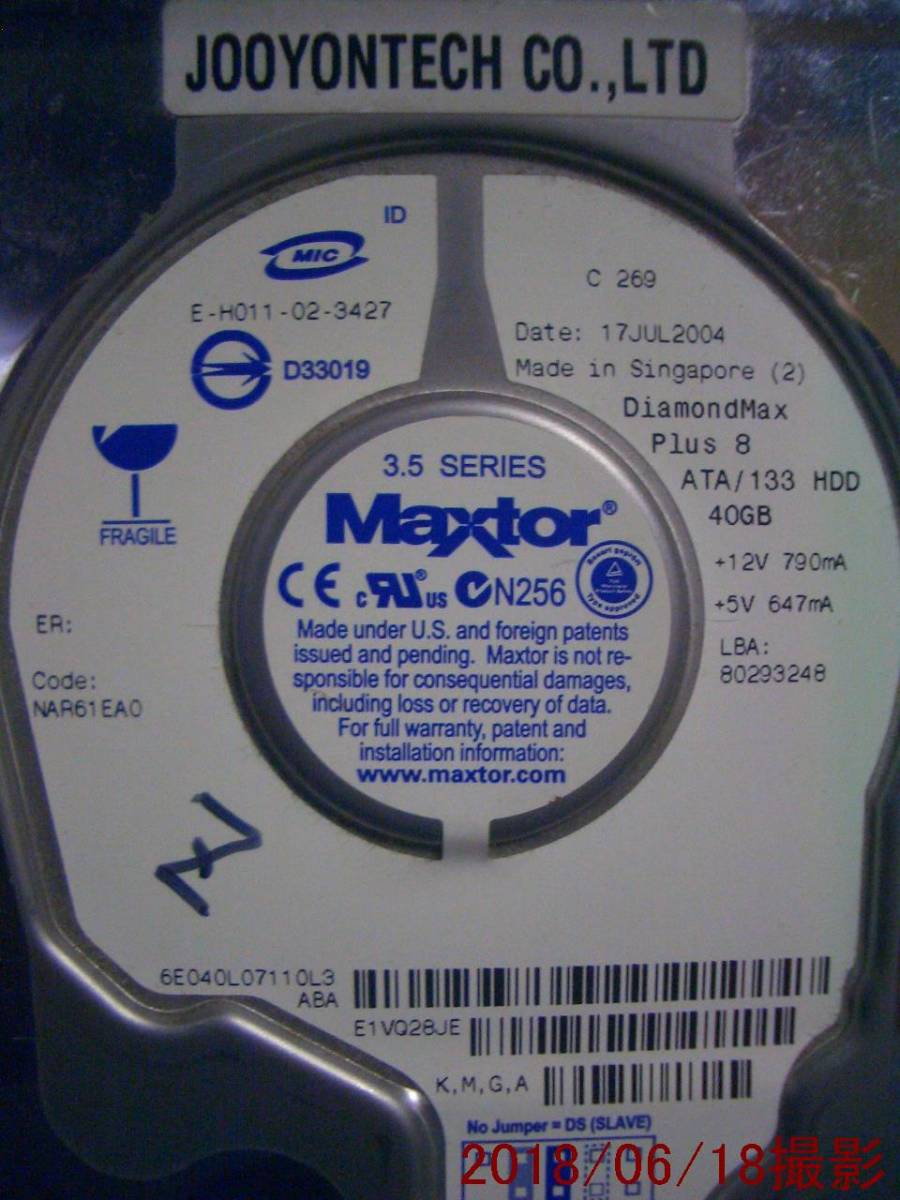 JOOYONTECH CO.,LTD
ID
MIC
E-H011-02-3427
D33019
FRAGILE
C 269
Date: 17JUL2004
Made in Singapore (2)
DiamondMax
Plus 8
ATA/133 HDD
40GB
+12V 790mA
+5V 647mA
LBA:
80293248
3.5 SERIES
Maxtor®
CE c RU® US N256
Made under U.S. and foreign patents
issued and pending. Maxtor is not re-
sponsible for consequential damages,
including loss or recovery of data.
For full warranty, patent and
installation information:
www.maxtor.com
ER:
Code:
NAR61EA0
Z
6E040L07110L3
ABA
E1VQ28JE
K,M,G,A
No Jumper = DS (SLAVE)
2018/06/18撮影